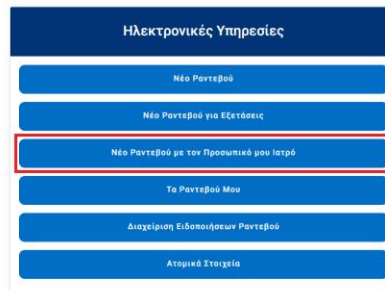 Ηλεκτρονικές Υπηρεσίες
Νέο Ραντεβού
Νέο Ραντεβού για Εξετάσεις
Νέο Ραντεβού με τον Προσωπικό μου Ιατρό
Τα Ραντεβού Μου
Διαχείριση Ειδοποιήσεων Ραντεβού
Ατομικά Στοιχεία